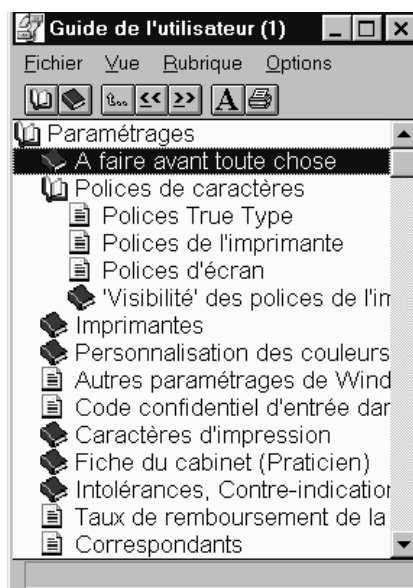 Guide de l'utilisateur (1)
Fichier Vue Rubrique Options
<< >> A
Paramétrages
A faire avant toute chose
Polices de caractères
Polices True Type
Polices de l'imprimante
Polices d'écran
'Visibilité' des polices de l'im
Imprimantes
Personnalisation des couleurs
Autres paramétrages de Wind
Code confidentiel d'entrée dan
Caractères d'impression
Fiche du cabinet (Praticien)
Intolérances, Contre-indication
Taux de remboursement de la
Correspondants